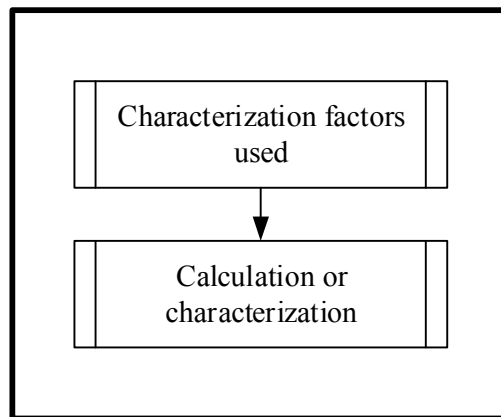 Characterization factors
used
Calculation or
characterization